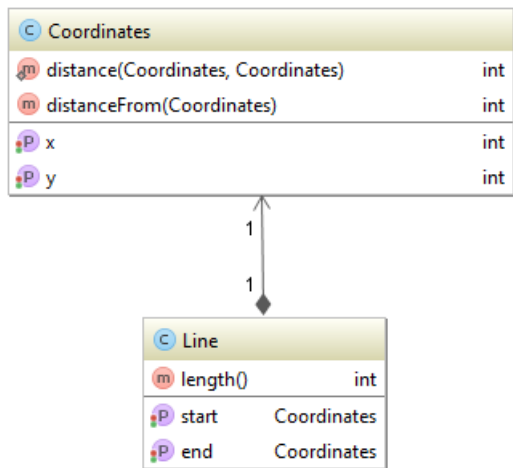 C Coordinates
m distance(Coordinates, Coordinates) int
m distanceFrom(Coordinates) int
P x int
P y int
1
1
C Line
m length() int
P start Coordinates
P end Coordinates